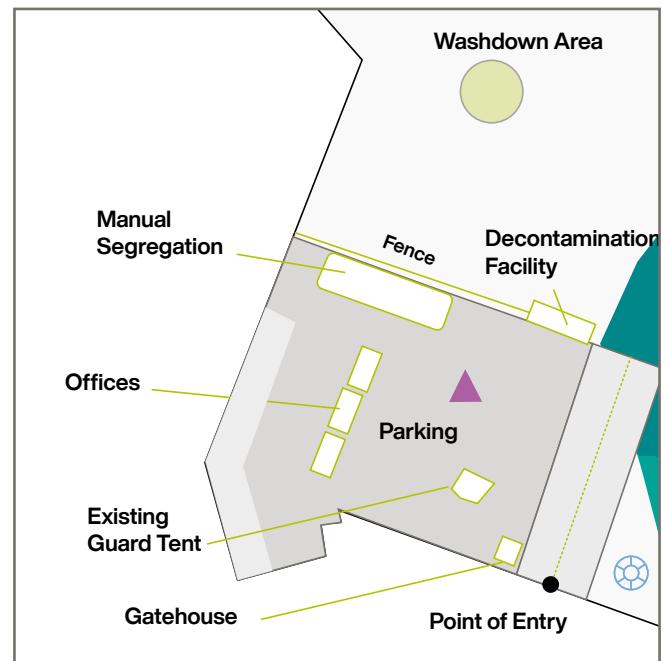 Washdown Area
Manual
Segregation
Fence
Decontamination
Facility
Offices
Parking
Existing
Guard Tent
Gatehouse
Point of Entry